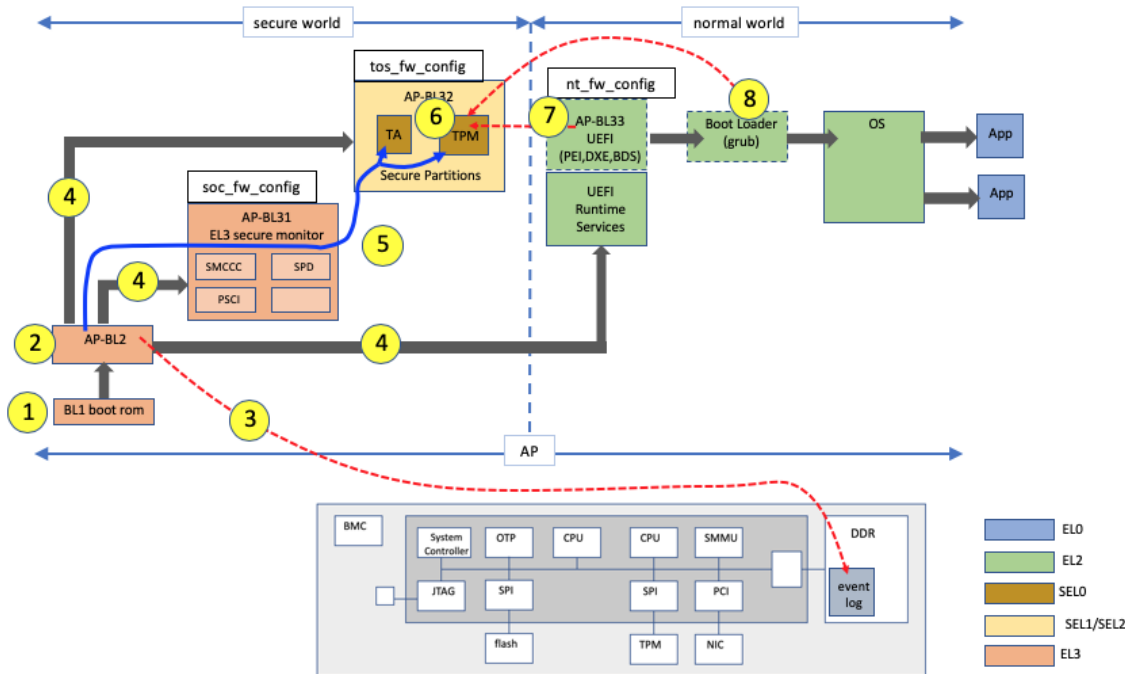 secure world
normal world
tos_fw_config
AP-BL32
6
TA
TPM
Secure Partitions
nt_fw_config
7
AP-BL33
UEFI
(PEI,DXE,BDS)
UEFI
Runtime
Services
8
Boot Loader
(grub)
OS
App
App
4
soc_fw_config
AP-BL31
EL3 secure monitor
SMCCC
SPD
PSCI
5
4
2
AP-BL2
4
1
BL1 boot rom
3
AP
BMC
System
Controller
OTP
CPU
CPU
SMMU
DDR
JTAG
SPI
SPI
PCI
event
log
flash
TPM
NIC
EL0
EL2
SEL0
SEL1/SEL2
EL3